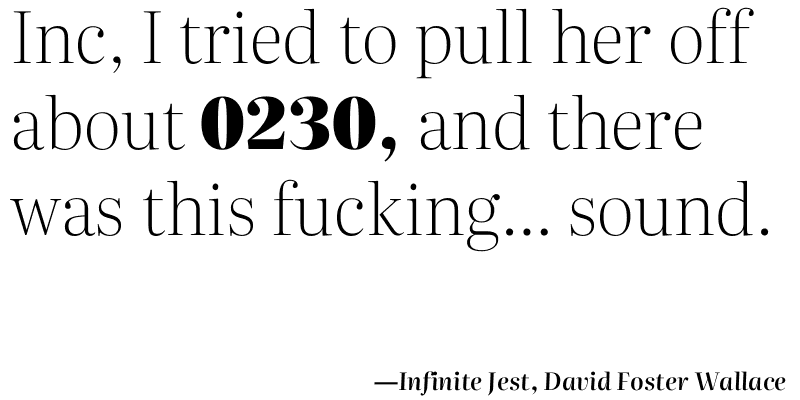 Inc, I tried to pull her off
about 0230, and there
was this fucking... sound.
—Infinite Jest, David Foster Wallace